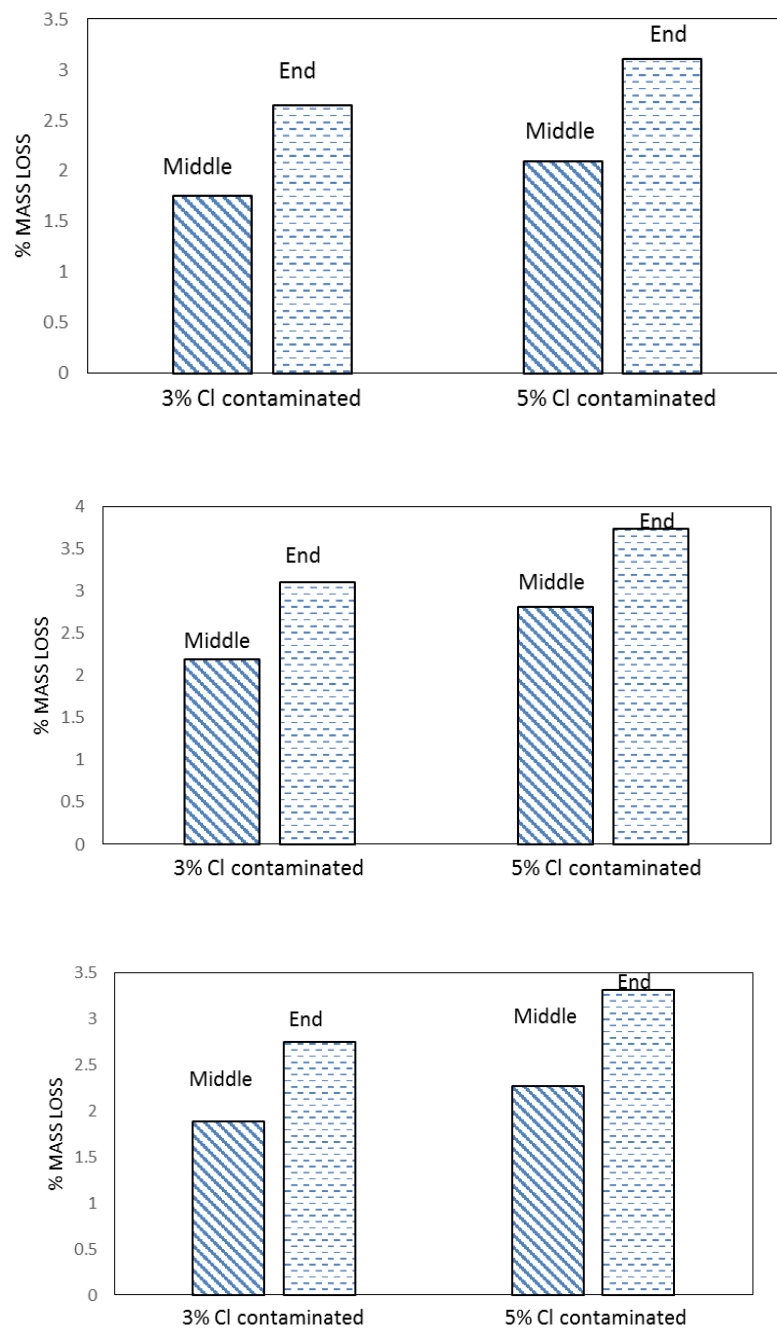 3.5
End
End
3
2.5
Middle
Middle
2
% MASS LOSS
1.5
1
0.5
0
3% Cl contaminated
5% Cl contaminated
4
End
3.5
End
Middle
3
2.5
Middle
% MASS LOSS
2
1.5
1
0.5
0
3% Cl contaminated
5% Cl contaminated
3.5
End
3
End
Middle
2.5
Middle
2
% MASS LOSS
1.5
1
0.5
0
3% Cl contaminated
5% Cl contaminated